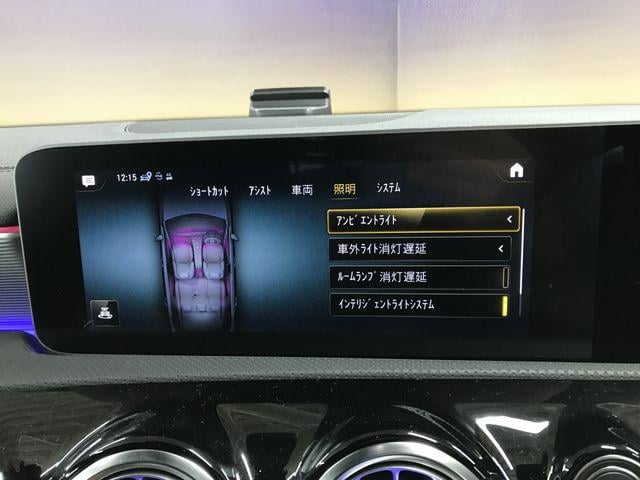 12:15
ショートカット アシスト 車両 照明 システム
アンビエントライト
車外ライト消灯遅延
ルームランプ消灯遅延
インテリジェントライトシステム